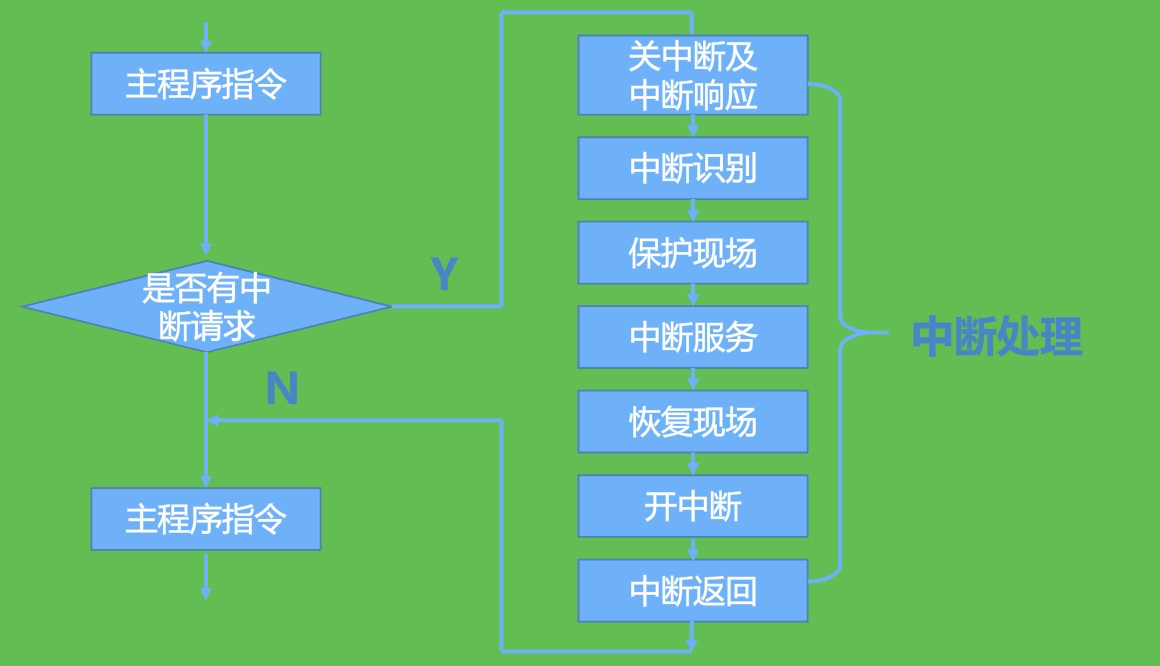 主程序指令
是否有中
断请求
Y
N
主程序指令
关中断及
中断响应
中断识别
保护现场
中断服务
恢复现场
开中断
中断返回
中断处理